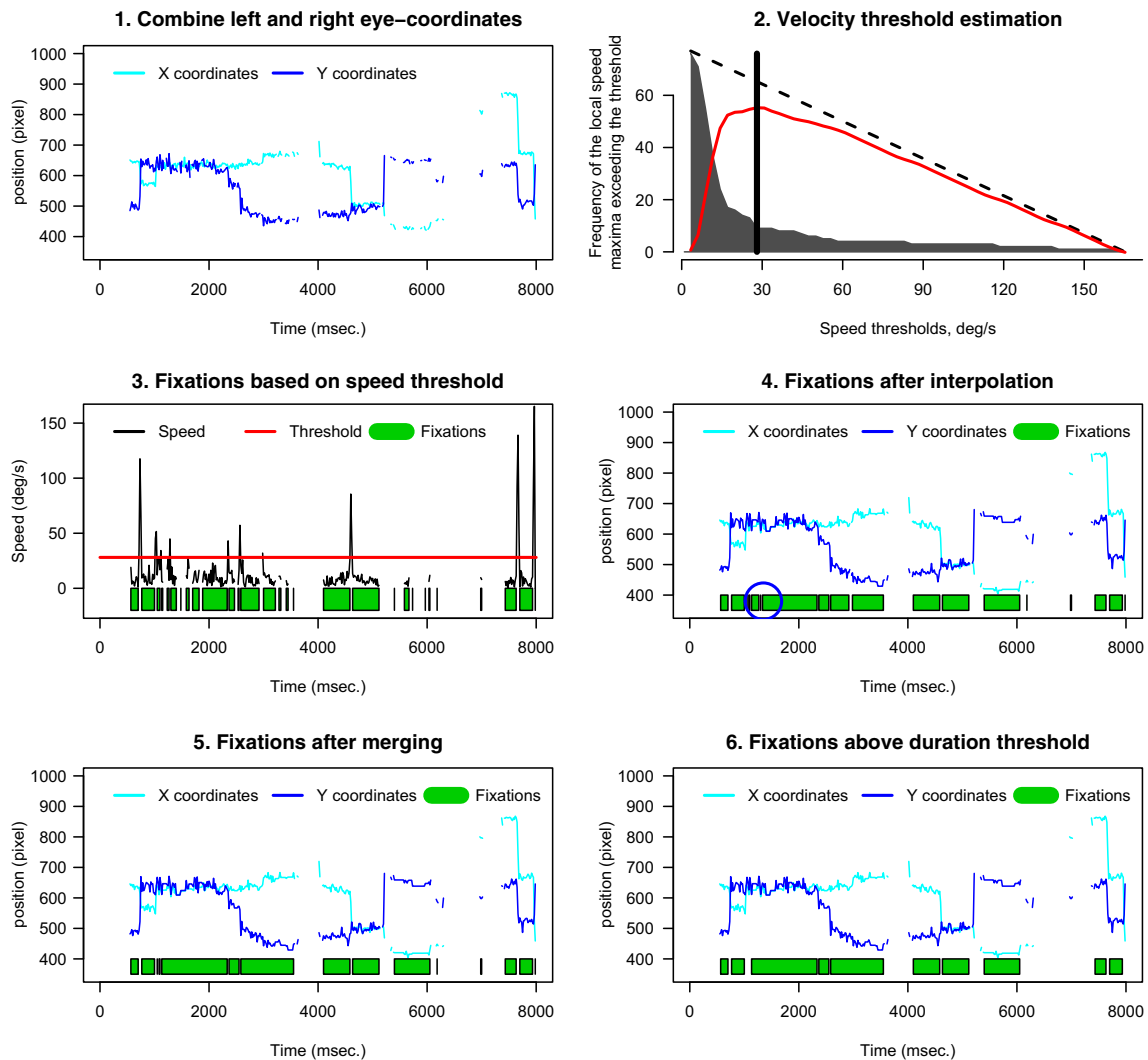 1. Combine left and right eye−coordinates
X coordinates Y coordinates
position (pixel)
1000
900
800
700
600
500
400
0 2000 4000 6000 8000
Time (msec.)
2. Velocity threshold estimation
Frequency of the local speed
maxima exceeding the threshold
60
40
20
0
0 30 60 90 120 150
Speed thresholds, deg/s
3. Fixations based on speed threshold
Speed Threshold Fixations
Speed (deg/s)
150
100
50
0
0 2000 4000 6000 8000
Time (msec.)
4. Fixations after interpolation
X coordinates Y coordinates Fixations
position (pixel)
1000
900
800
700
600
500
400
0 2000 4000 6000 8000
Time (msec.)
5. Fixations after merging
X coordinates Y coordinates Fixations
position (pixel)
1000
900
800
700
600
500
400
0 2000 4000 6000 8000
Time (msec.)
6. Fixations above duration threshold
X coordinates Y coordinates Fixations
position (pixel)
1000
900
800
700
600
500
400
0 2000 4000 6000 8000
Time (msec.)